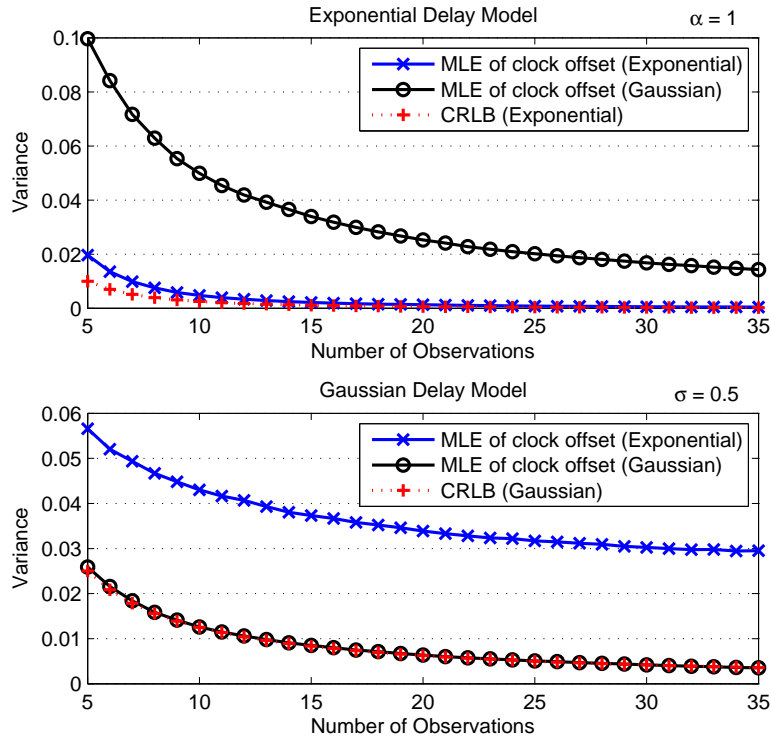 Exponential Delay Model
α = 1
0.1
0.08
0.06
0.04
0.02
0
Variance
MLE of clock offset (Exponential)
MLE of clock offset (Gaussian)
CRLB (Exponential)
5 10 15 20 25 30 35
Number of Observations
Gaussian Delay Model
σ = 0.5
0.06
0.05
0.04
0.03
0.02
0.01
0
Variance
MLE of clock offset (Exponential)
MLE of clock offset (Gaussian)
CRLB (Gaussian)
5 10 15 20 25 30 35
Number of Observations